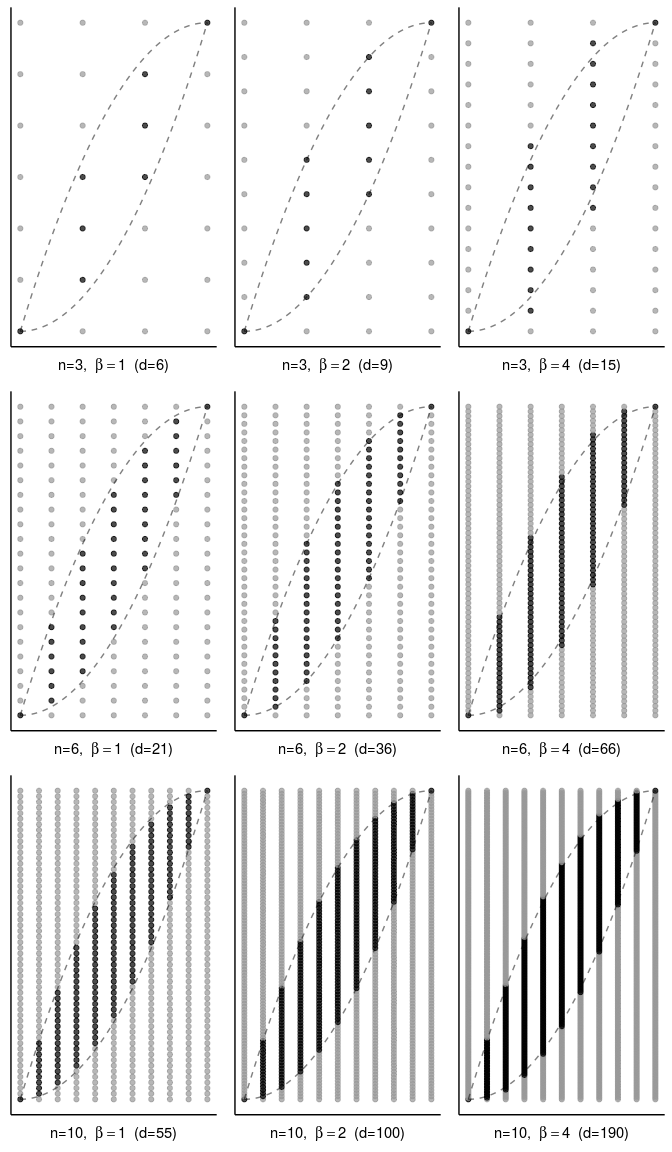 n=3, β=1 (d=6)
n=3, β=2 (d=9)
n=3, β=4 (d=15)
n=6, β=1 (d=21)
n=6, β=2 (d=36)
n=6, β=4 (d=66)
n=10, β=1 (d=55)
n=10, β=2 (d=100)
n=10, β=4 (d=190)